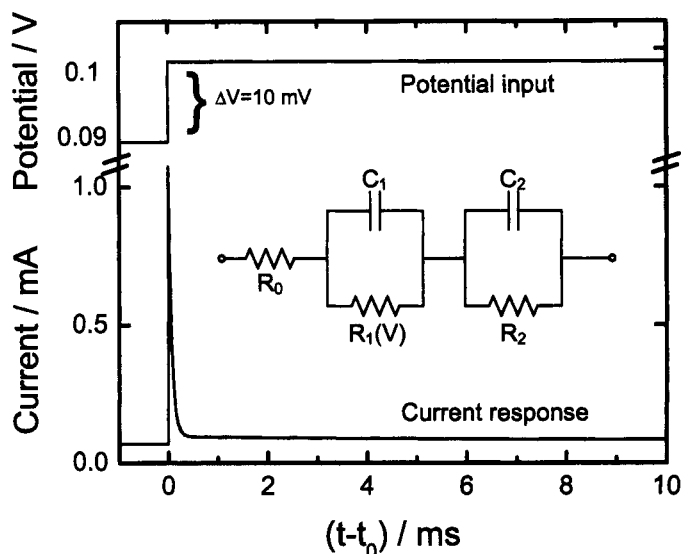 Potential / V
0.1
0.09
ΔV=10 mV
Potential input
Current / mA
1.0
0.5
0.0
C₁
C₂
R₀
R₁(V)
R₂
Current response
0 2 4 6 8 10
(t-t₀) / ms